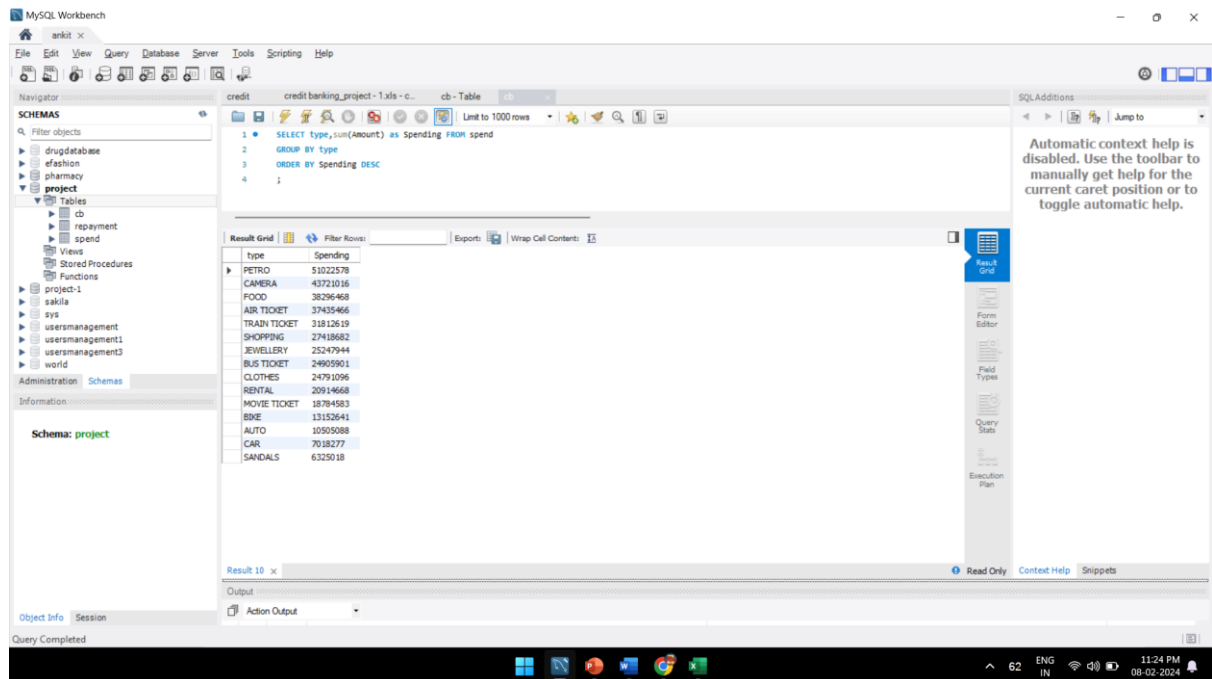 MySQL Workbench
ankit
File Edit View Query Database Server Tools Scripting Help
Navigator
SCHEMAS
Filter objects
drugdatabase
efashion
pharmacy
project
Tables
cb
repayment
spend
Views
Stored Procedures
Functions
project-1
sakila
sys
usersmanagement
usersmanagement1
usersmanagement3
world
Administration Schemas
Information
Schema: project
Object Info Session
Query Completed
credit credit banking_project - 1.xls - c... cb - Table cb
Limit to 1000 rows
1 SELECT type,sum(Amount) as Spending FROM spend
2 GROUP BY type
3 ORDER BY Spending DESC
4 ;
Result Grid Filter Rows: Export: Wrap Cell Content:
type Spending
PETRO 51022578
CAMERA 43721016
FOOD 38296468
AIR TICKET 37435466
TRAIN TICKET 31812619
SHOPPING 27418682
JEWELLERY 25247944
BUS TICKET 24905901
CLOTHES 24791096
RENTAL 20914668
MOVIE TICKET 18784583
BIKE 13152641
AUTO 10505088
CAR 7018277
SANDALS 6325018
Result Grid
Form Editor
Field Types
Query Stats
Execution Plan
Result 10 Read Only
Output
Action Output
SQLAdditions
Jump to
Automatic context help is
disabled. Use the toolbar to
manually get help for the
current caret position or to
toggle automatic help.
Context Help Snippets
62 ENG IN 11:24 PM
08-02-2024